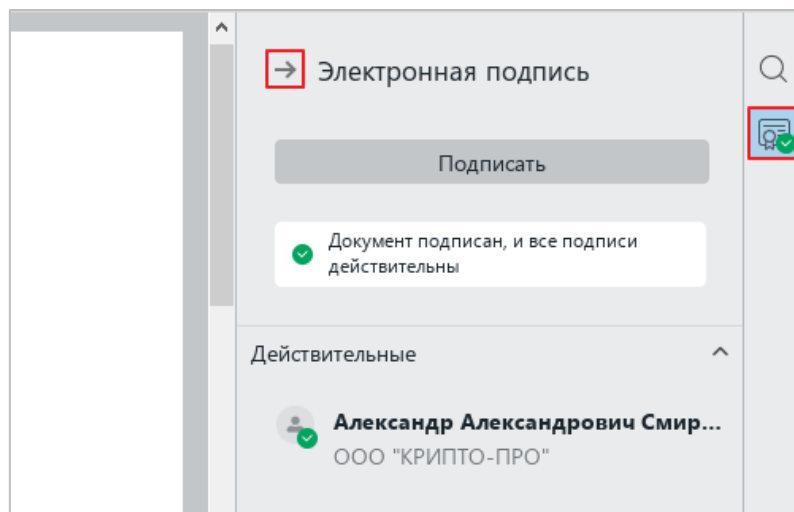 Электронная подпись
Подписать
Документ подписан, и все подписи
действительны
Действительные
Александр Александрович Смир...
ООО "КРИПТО-ПРО"